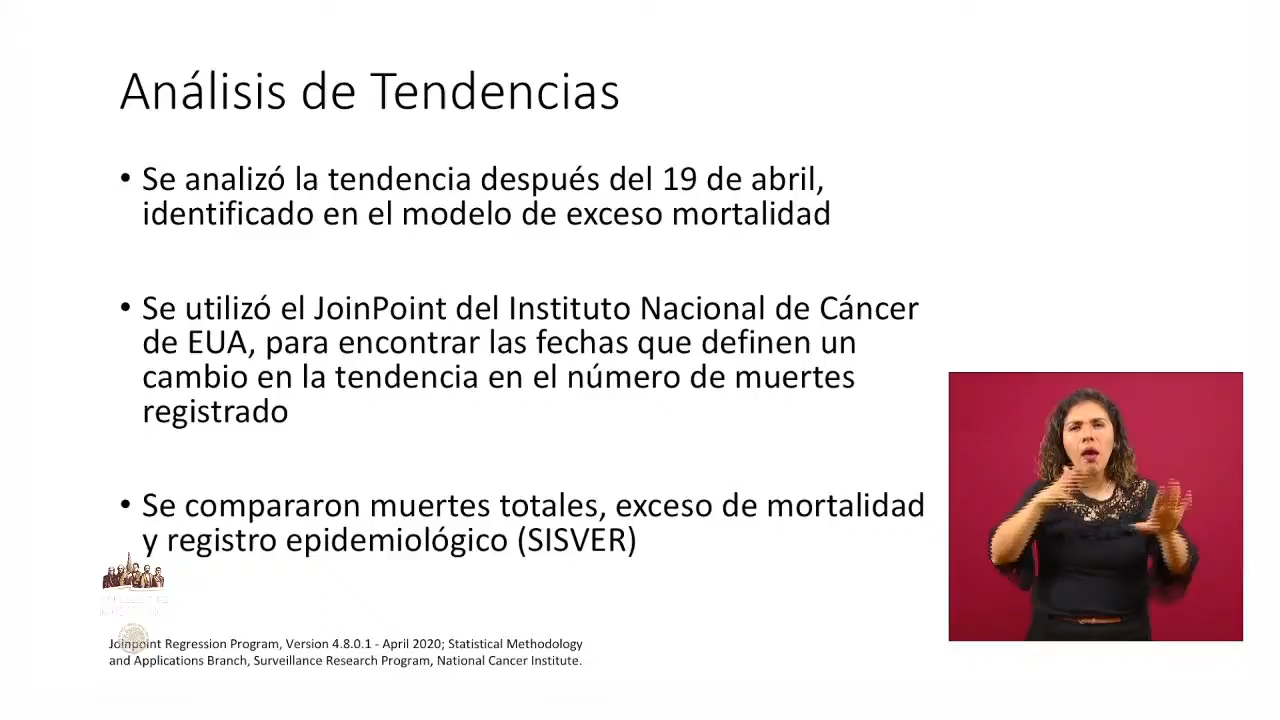 Análisis de Tendencias
• Se analizó la tendencia después del 19 de abril,
identificado en el modelo de exceso mortalidad
• Se utilizó el JoinPoint del Instituto Nacional de Cáncer
de EUA, para encontrar las fechas que definen un
cambio en la tendencia en el número de muertes
registrado
• Se compararon muertes totales, exceso de mortalidad
y registro epidemiológico (SISVER)
Joinpoint Regression Program, Version 4.8.0.1 - April 2020; Statistical Methodology
and Applications Branch, Surveillance Research Program, National Cancer Institute.